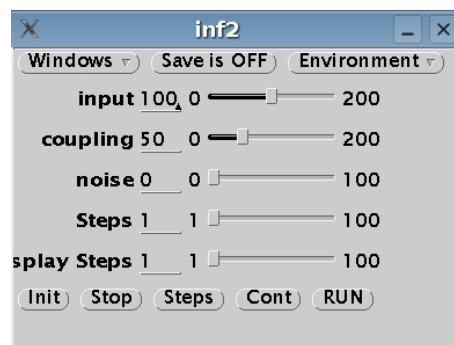 inf2
Windows Save is OFF Environment
input 100 0 200
coupling 50 0 200
noise 0 0 100
Steps 1 1 100
splay Steps 1 1 100
Init Stop Steps Cont RUN